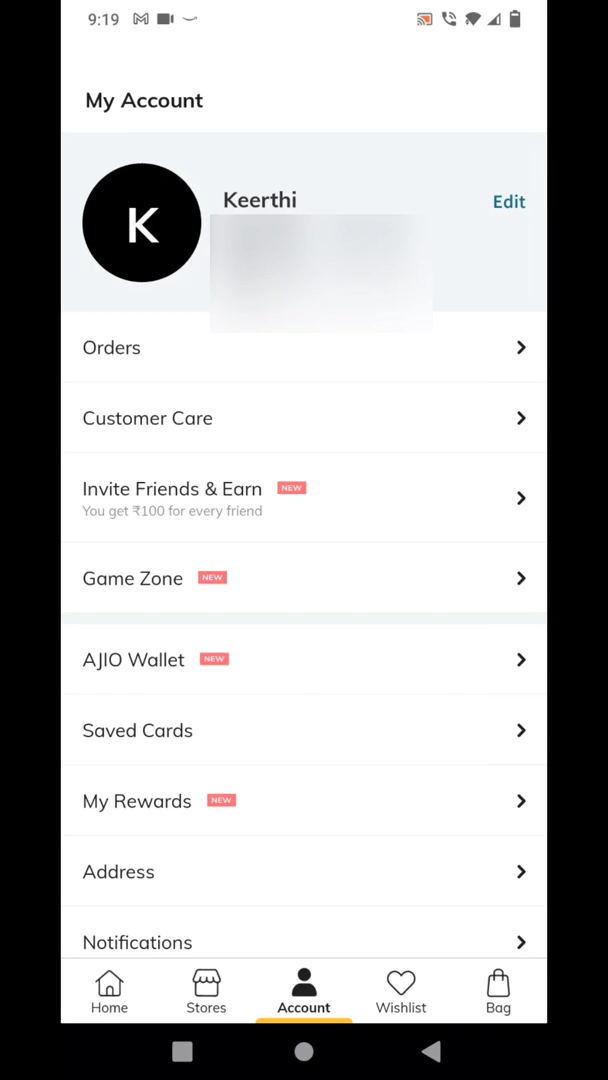 9:19
My Account
K
Keerthi
Edit
Orders
Customer Care
Invite Friends & Earn NEW
You get ₹100 for every friend
Game Zone NEW
AJIO Wallet NEW
Saved Cards
My Rewards NEW
Address
Notifications
Home Stores Account Wishlist Bag